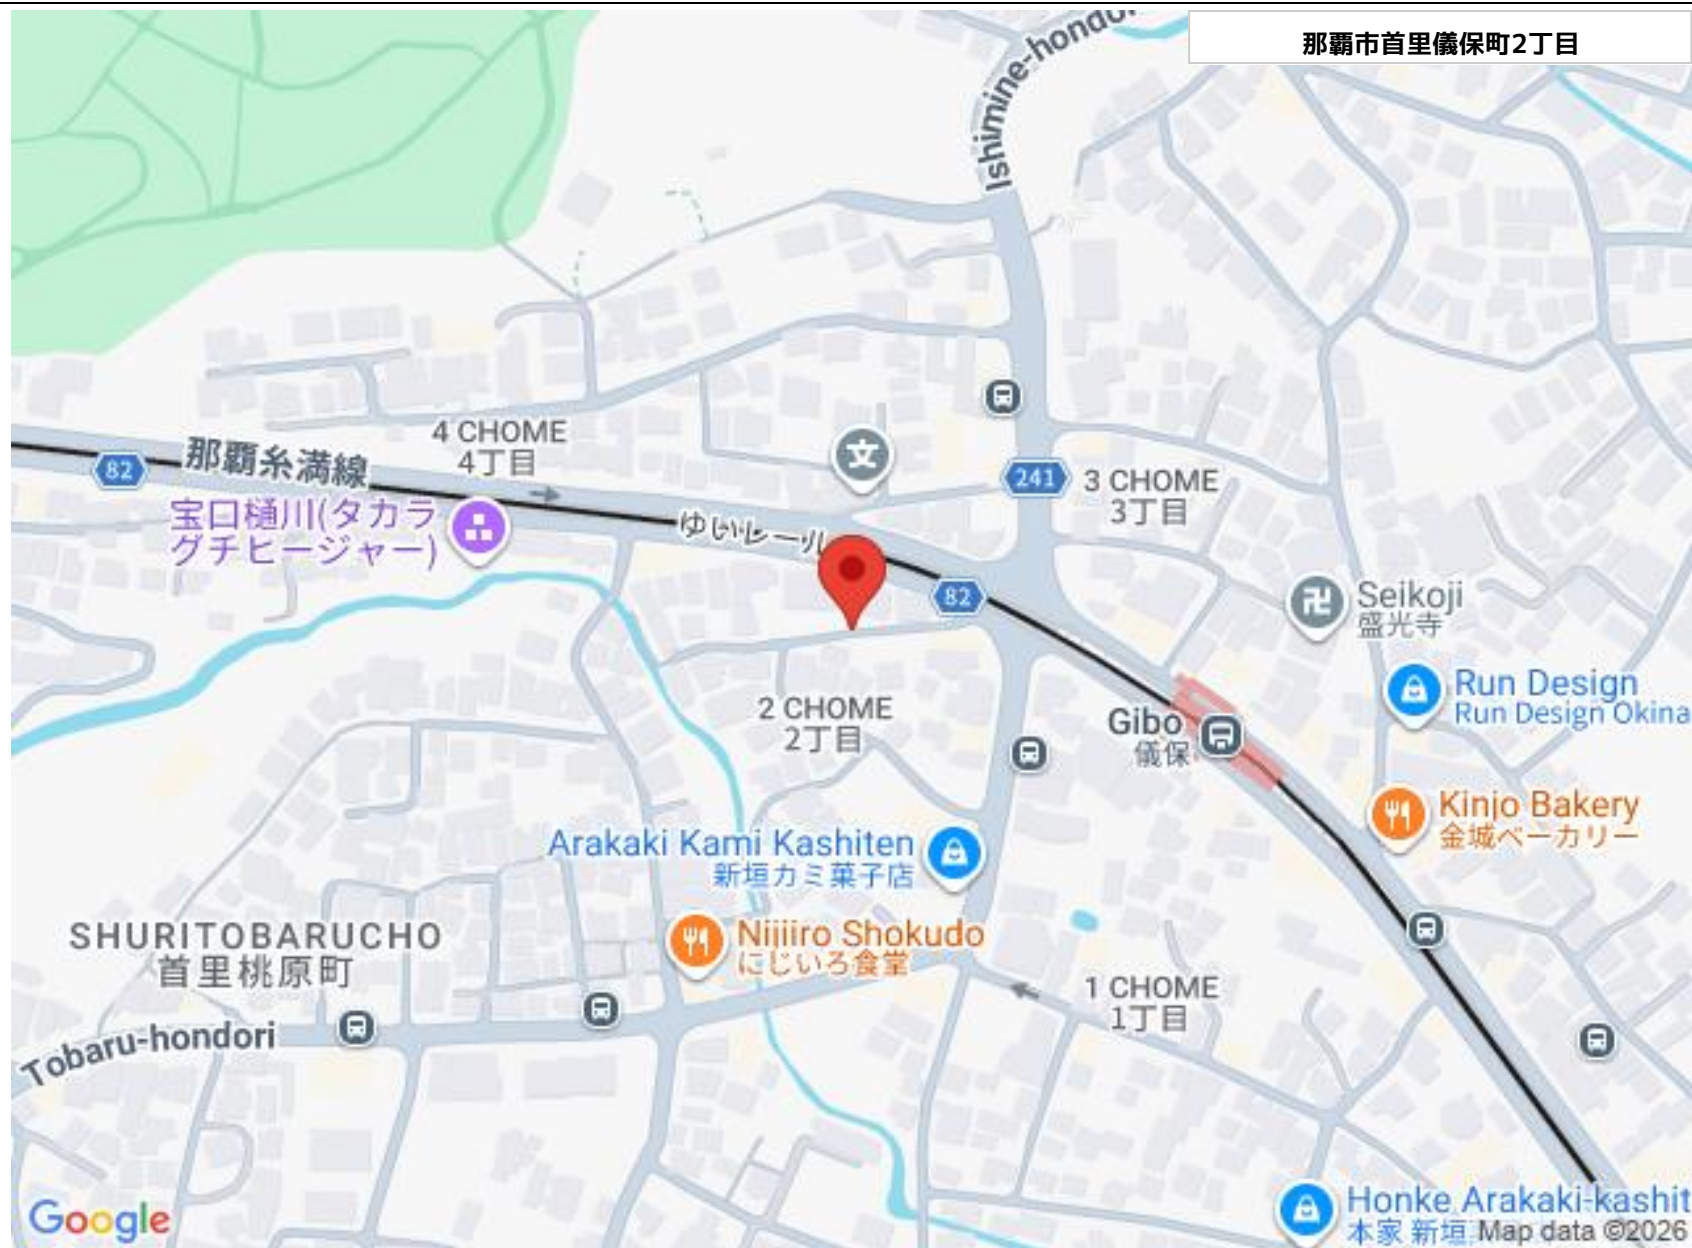 那覇市首里儀保町2丁目
Ishimine-hondori
4 CHOME
4丁目
那覇糸満線
82
宝口樋川(タカラ
グチヒージャー)
ゆいレール
文
241
3 CHOME
3丁目
82
Seikoji
盛光寺
Run Design
Run Design Okina
2 CHOME
2丁目
Gibo
儀保
Kinjo Bakery
金城ベーカリー
Arakaki Kami Kashiten
新垣カミ菓子店
SHURITOBARUCHO
首里桃原町
Nijiiro Shokudo
にじいろ食堂
1 CHOME
1丁目
Tobaru-hondori
Honke Arakaki-kashit
本家 新垣
Google
Map data ©2026